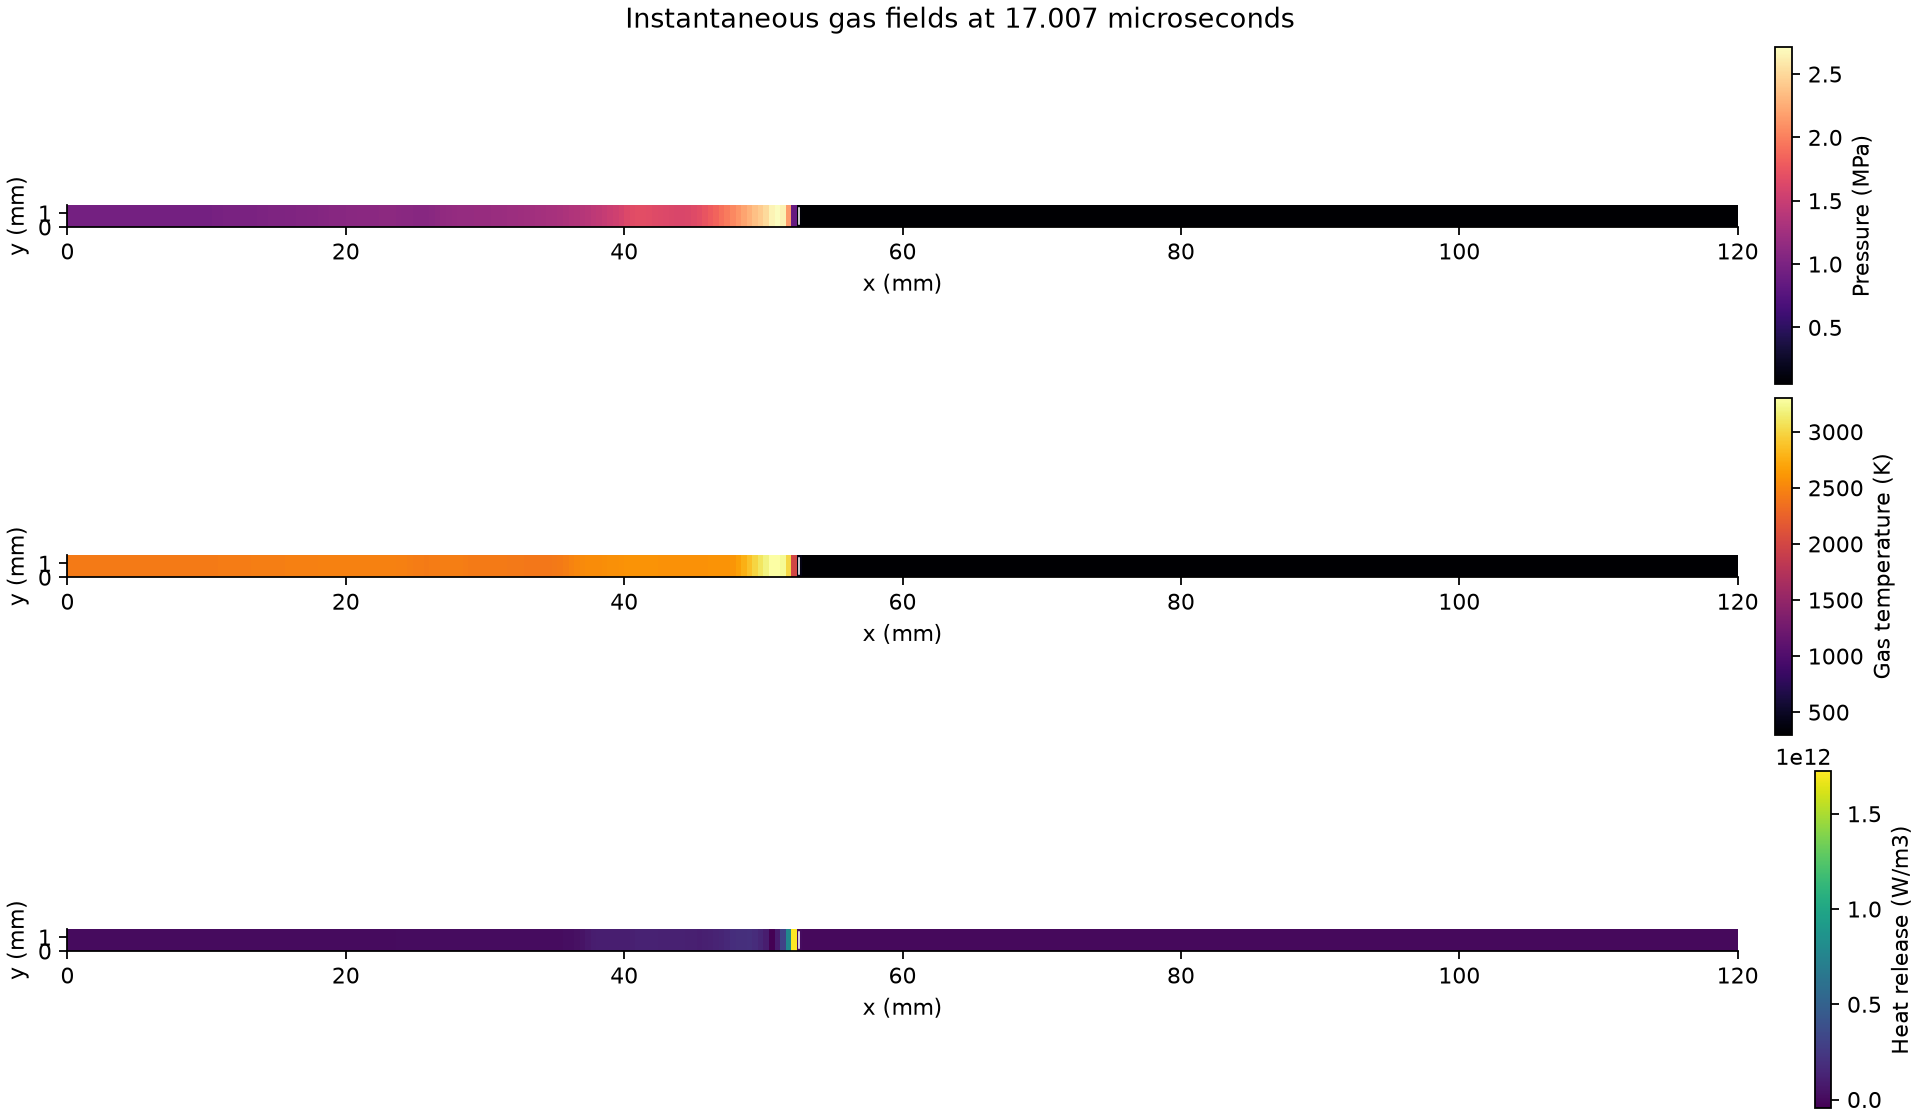 Instantaneous gas fields at 17.007 microseconds
y (mm)
1
0
0 20 40 60 80 100 120
x (mm)
2.5
2.0
1.5
1.0
0.5
Pressure (MPa)
y (mm)
1
0
0 20 40 60 80 100 120
x (mm)
3000
2500
2000
1500
1000
500
Gas temperature (K)
y (mm)
1
0
0 20 40 60 80 100 120
x (mm)
1e12
1.5
1.0
0.5
0.0
Heat release (W/m3)